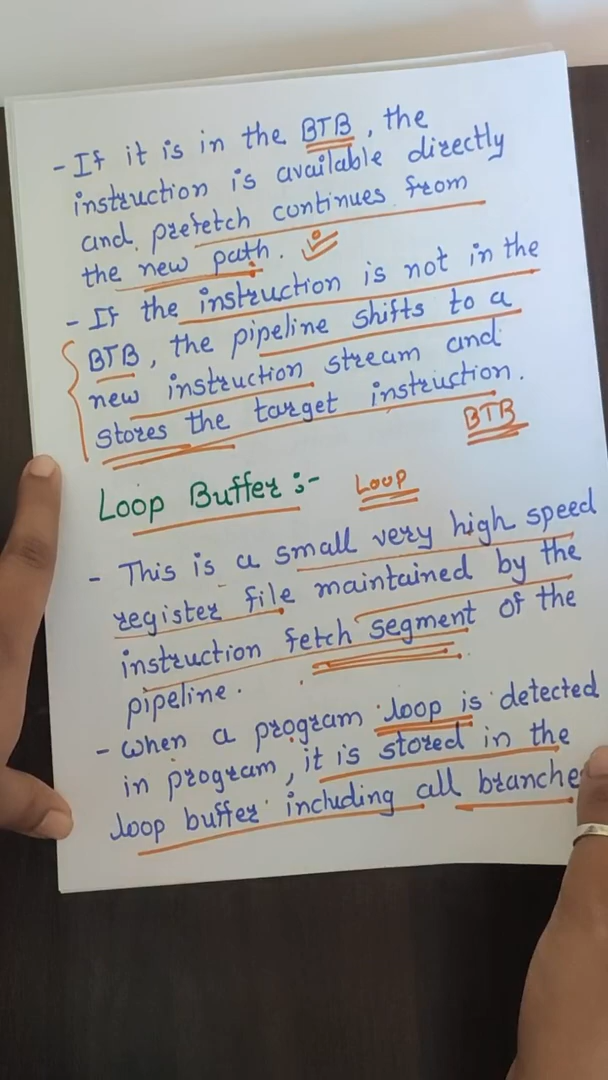 - If it is in the BTB, the
instruction is available directly
and prefetch continues from
the new path.
- If the instruction is not in the
BTB, the pipeline shifts to a
new instruction stream and
stores the target instruction.
BTB
Loop Buffer :- Loop
- This is a small very high speed
register file maintained by the
instruction fetch segment of the
pipeline.
- When a program loop is detected
in program, it is stored in the
loop buffer including all branche